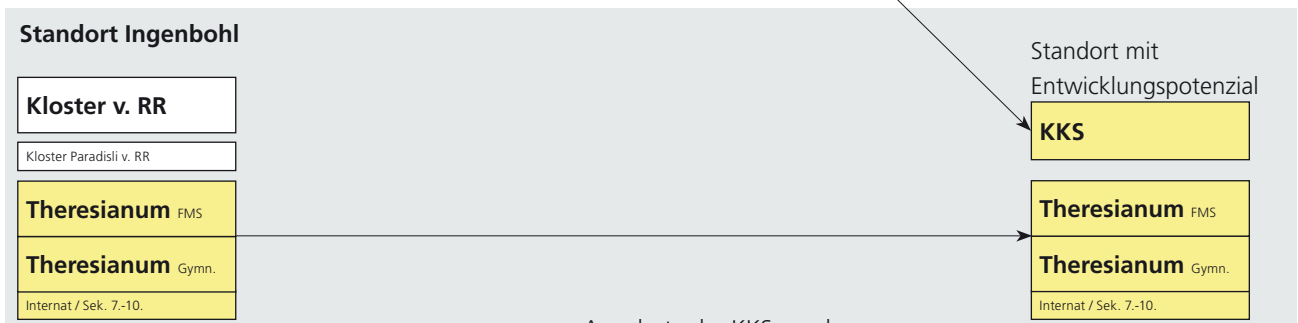 Standort Ingenbohl
Kloster v. RR
Kloster Paradisli v. RR
Theresianum FMS
Theresianum Gymn.
Internat / Sek. 7.-10.
Standort mit
Entwicklungspotenzial
KKS
Theresianum FMS
Theresianum Gymn.
Internat / Sek. 7.-10.